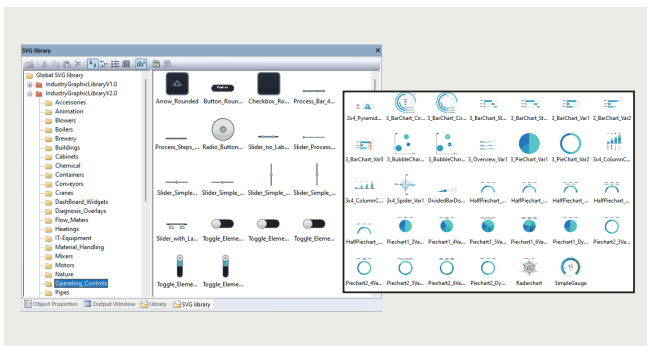 SVG library
Global SVG library
IndustryGraphicLibraryV1.0
IndustryGraphicLibraryV2.0
Accessories
Animation
Blowers
Boilers
Brewery
Buildings
Cabinets
Chemical
Containers
Conveyors
Cranes
DashBoard_Widgets
Diagnosis_Overlays
Flow_Meters
Heatings
IT-Equipment
Material_Handling
Mixers
Motors
Nature
Operating_Controls
Pipes
Arrow_Rounded Button_Roun... Checkbox_Ro... Process_Bar_4...
Process_Steps_... Radio_Button... Slider_no_Lab... Slider_Process...
Slider_Simple... Slider_Simple_... Slider_Simple_... Slider_Simple_...
Slider_with_La... Toggle_Eleme... Toggle_Eleme... Toggle_Eleme...
Toggle_Eleme... Toggle_Eleme...
Object Properties Output Window Library SVG library
2x4_Pyramid... 3_BarChart_Cir... 3_BarChart_Cir... 3_BarChart_St... 3_BarChart_St... 3_BarChart_Var1 3_BarChart_Var2
3_BarChart_Var3 3_BubbleChar... 3_BubbleChar... 3_Overview_Var1 3_PieChart_Var1 3_PieChart_Var2 3x4_ColumnC...
3x4_ColumnC... 3x4_Spider_Var1 DividedBarDis... HalfPiechart_... HalfPiechart_... HalfPiechart_... HalfPiechart_...
HalfPiechart_... Piechart1_3Va... Piechart1_4Va... Piechart1_5Va... Piechart1_6Va... Piechart1_Dy... Piechart2_3Va...
Piechart2_4Va... Piechart2_5Va... Piechart2_6Va... Piechart2_Dy... Radarchart SimpleGauge